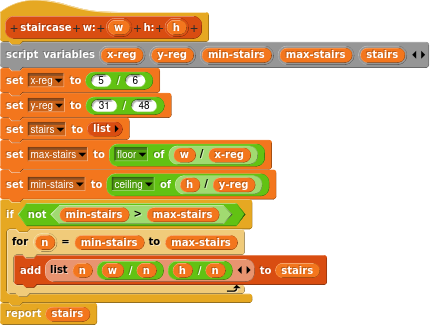 + staircase w: w h: h +
script variables x-reg y-reg min-stairs max-stairs stairs
set x-reg to 5 / 6
set y-reg to 31 / 48
set stairs to list
set max-stairs to floor of w / x-reg
set min-stairs to ceiling of h / y-reg
if not min-stairs > max-stairs
for n = min-stairs to max-stairs
add list n w / n h / n to stairs
report stairs